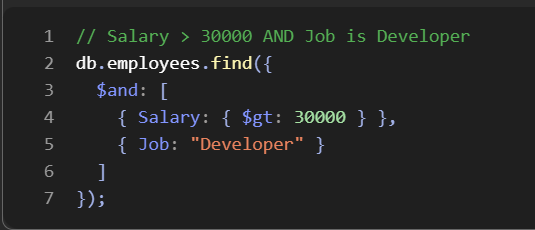 1 // Salary > 30000 AND Job is Developer
2 db.employees.find({
3   $and: [
4     { Salary: { $gt: 30000 } },
5     { Job: "Developer" }
6   ]
7 });